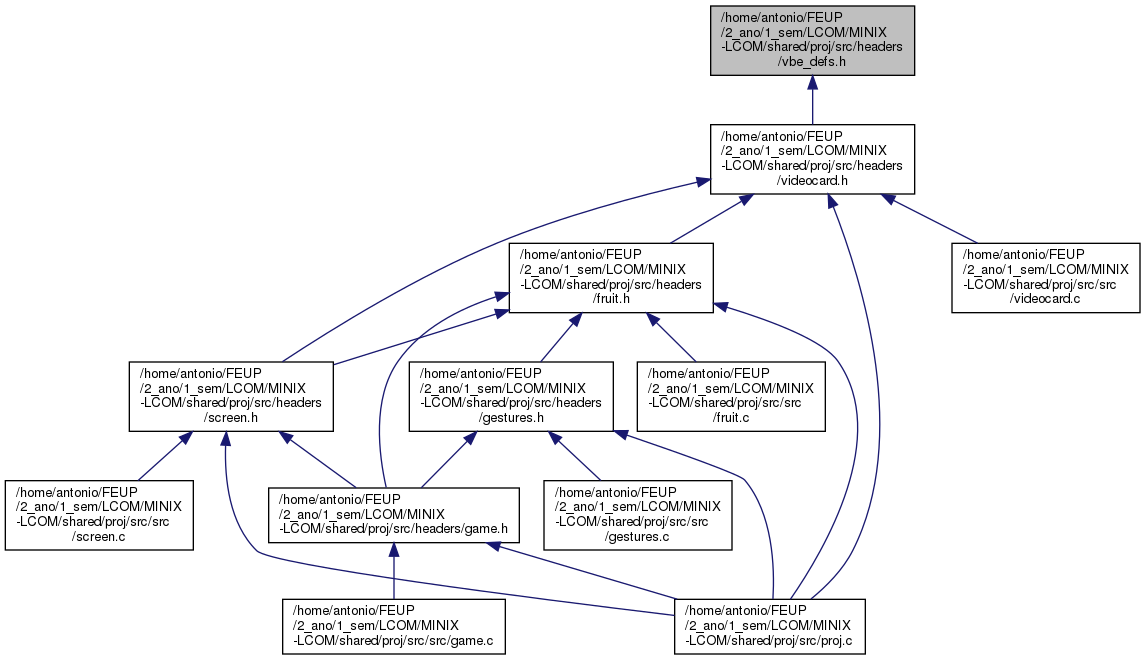 /home/antonio/FEUP
/2_ano/1_sem/LCOM/MINIX
-LCOM/shared/proj/src/headers
/vbe_defs.h
/home/antonio/FEUP
/2_ano/1_sem/LCOM/MINIX
-LCOM/shared/proj/src/headers
/videocard.h
/home/antonio/FEUP
/2_ano/1_sem/LCOM/MINIX
-LCOM/shared/proj/src/headers
/fruit.h
/home/antonio/FEUP
/2_ano/1_sem/LCOM/MINIX
-LCOM/shared/proj/src/src
/videocard.c
/home/antonio/FEUP
/2_ano/1_sem/LCOM/MINIX
-LCOM/shared/proj/src/headers
/screen.h
/home/antonio/FEUP
/2_ano/1_sem/LCOM/MINIX
-LCOM/shared/proj/src/headers
/gestures.h
/home/antonio/FEUP
/2_ano/1_sem/LCOM/MINIX
-LCOM/shared/proj/src/src
/fruit.c
/home/antonio/FEUP
/2_ano/1_sem/LCOM/MINIX
-LCOM/shared/proj/src/src
/screen.c
/home/antonio/FEUP
/2_ano/1_sem/LCOM/MINIX
-LCOM/shared/proj/src/headers/game.h
/home/antonio/FEUP
/2_ano/1_sem/LCOM/MINIX
-LCOM/shared/proj/src/src
/gestures.c
/home/antonio/FEUP
/2_ano/1_sem/LCOM/MINIX
-LCOM/shared/proj/src/src/game.c
/home/antonio/FEUP
/2_ano/1_sem/LCOM/MINIX
-LCOM/shared/proj/src/proj.c